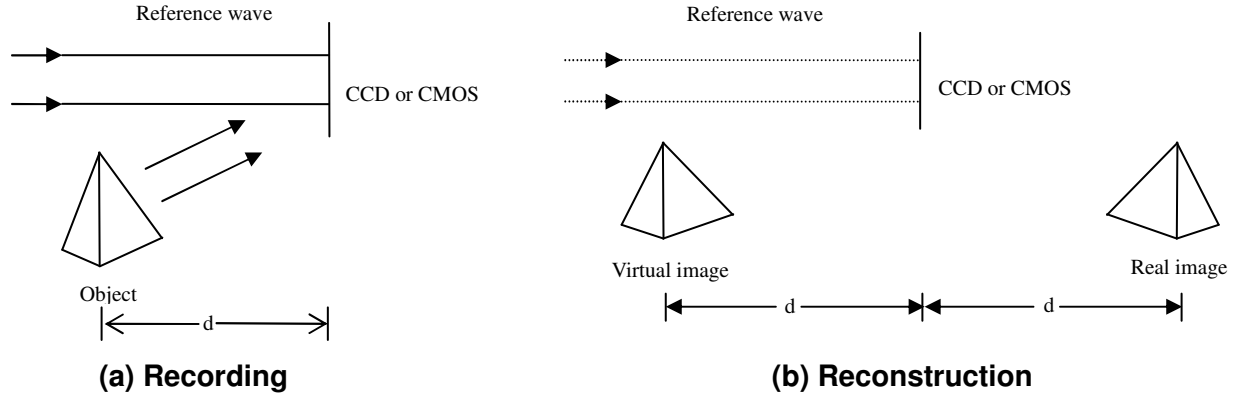 Reference wave
CCD or CMOS
Object
d
(a) Recording
Reference wave
CCD or CMOS
Virtual image
Real image
d
d
(b) Reconstruction